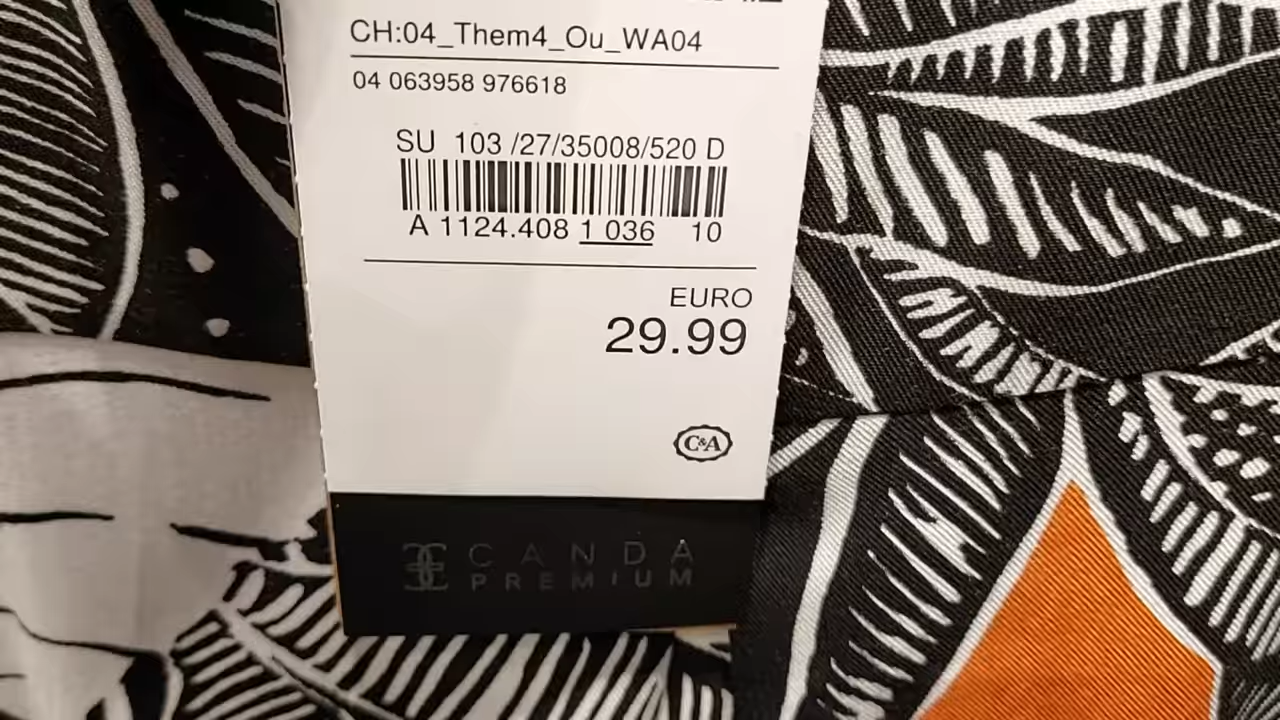 CH:04_Them4_Ou_WA04
04 063958 976618
SU 103 /27/35008/520 D
A 1124.408 1 036 10
EURO
29.99
C&A
CANDA
PREMIUM